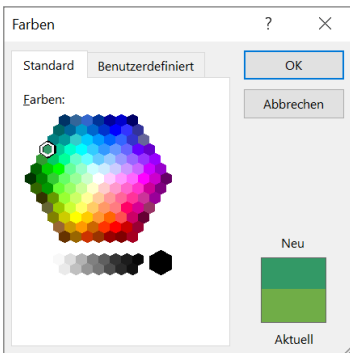 Farben
?
Standard
Benutzerdefiniert
OK
Farben:
Abbrechen
Neu
Aktuell